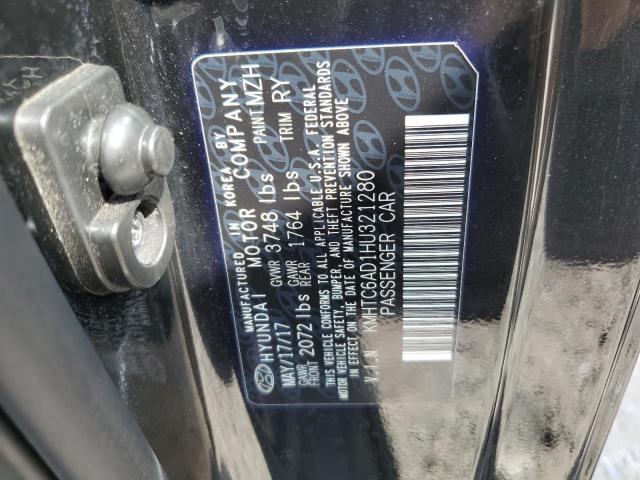 MANUFACTURED IN KOREA BY
HYUNDAI MOTOR COMPANY
MAY/17/17 GVWR 3748 lbs PAINT MZH
GAWR FRONT 2072 lbs GAWR REAR 1764 lbs TRIM RY
THIS VEHICLE CONFORMS TO ALL APPLICABLE U.S.A. FEDERAL
MOTOR VEHICLE SAFETY, BUMPER, AND THEFT PREVENTION STANDARDS
IN EFFECT ON THE DATE OF MANUFACTURE SHOWN ABOVE
V.I.N KMHTC6AD1HU321280
PASSENGER CAR